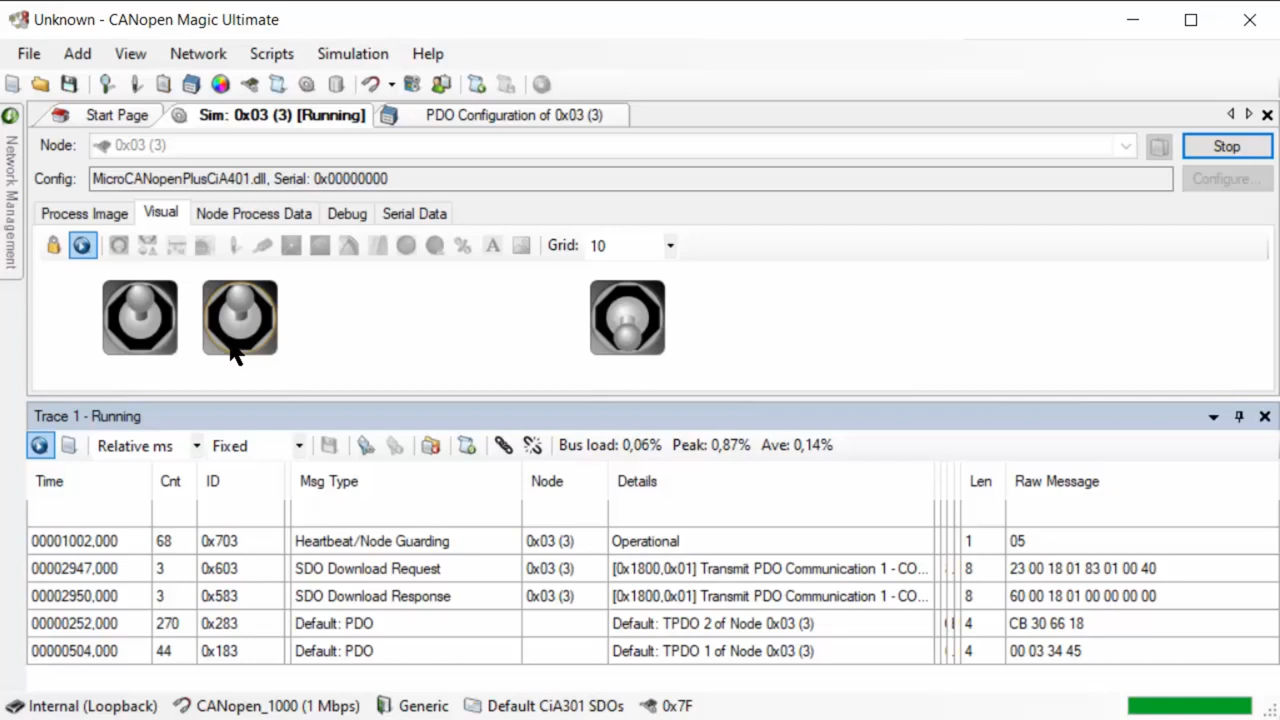 Unknown - CANopen Magic Ultimate
File Add View Network Scripts Simulation Help
Start Page Sim: 0x03 (3) [Running] PDO Configuration of 0x03 (3)
Network Management
Node: 0x03 (3) Stop
Config: MicroCANopenPlusCiA401.dll, Serial: 0x00000000 Configure...
Process Image Visual Node Process Data Debug Serial Data
Grid: 10
Trace 1 - Running
Relative ms Fixed Bus load: 0,06% Peak: 0,87% Ave: 0,14%
Time Cnt ID Msg Type Node Details Len Raw Message
00001002,000 68 0x703 Heartbeat/Node Guarding 0x03 (3) Operational 1 05
00002947,000 3 0x603 SDO Download Request 0x03 (3) [0x1800,0x01] Transmit PDO Communication 1 - CO... 8 23 00 18 01 83 01 00 40
00002950,000 3 0x583 SDO Download Response 0x03 (3) [0x1800,0x01] Transmit PDO Communication 1 - CO... 8 60 00 18 01 00 00 00 00
00000252,000 270 0x283 Default: PDO Default: TPDO 2 of Node 0x03 (3) 4 CB 30 66 18
00000504,000 44 0x183 Default: PDO Default: TPDO 1 of Node 0x03 (3) 4 00 03 34 45
Internal (Loopback) CANopen_1000 (1 Mbps) Generic Default CiA301 SDOs 0x7F